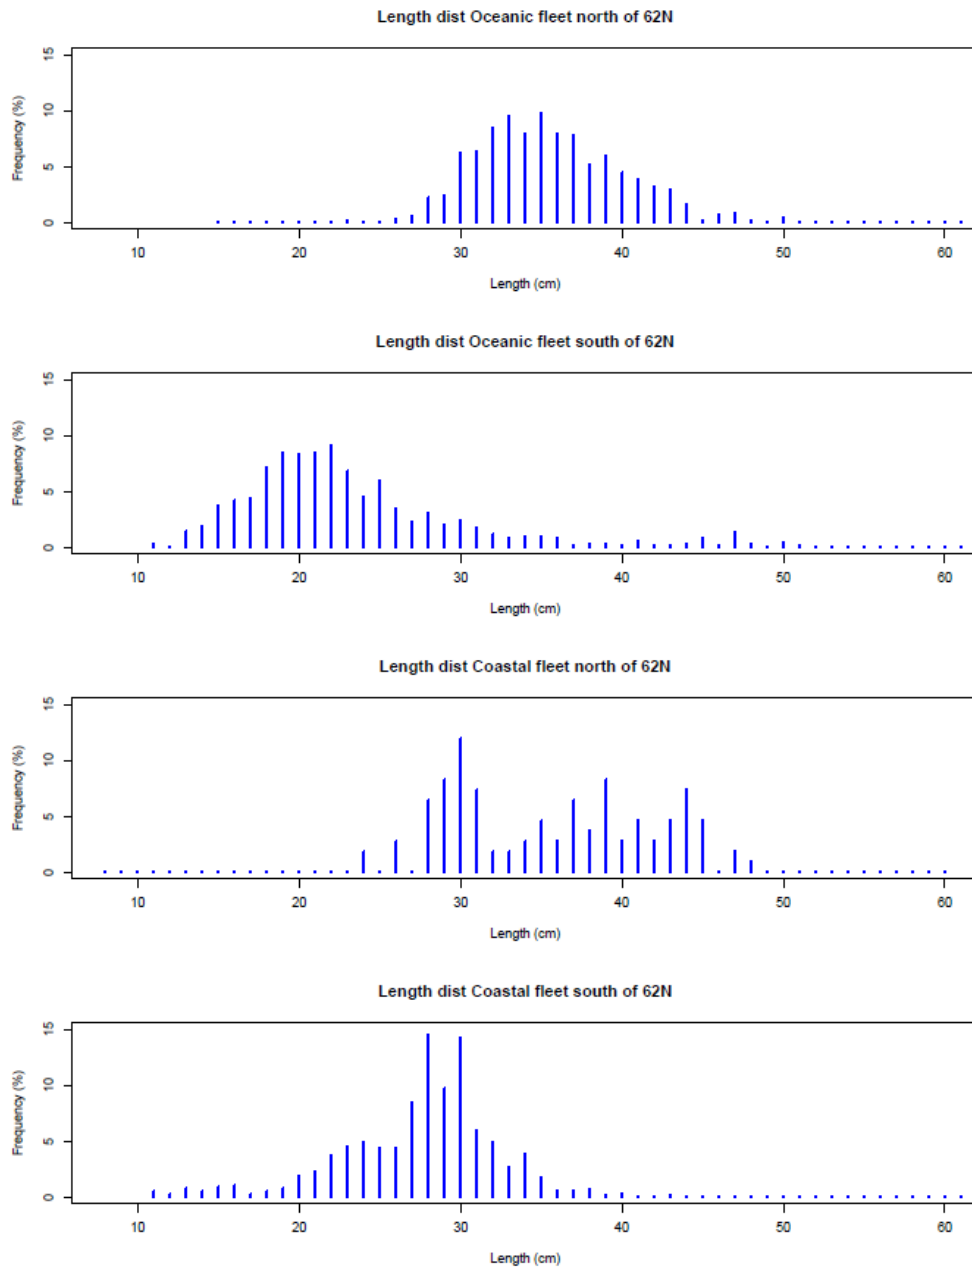 Length dist Oceanic fleet north of 62N
Frequency (%)
15
10
5
0
10 20 30 40 50 60
Length (cm)
Length dist Oceanic fleet south of 62N
Frequency (%)
15
10
5
0
10 20 30 40 50 60
Length (cm)
Length dist Coastal fleet north of 62N
Frequency (%)
15
10
5
0
10 20 30 40 50 60
Length (cm)
Length dist Coastal fleet south of 62N
Frequency (%)
15
10
5
0
10 20 30 40 50 60
Length (cm)